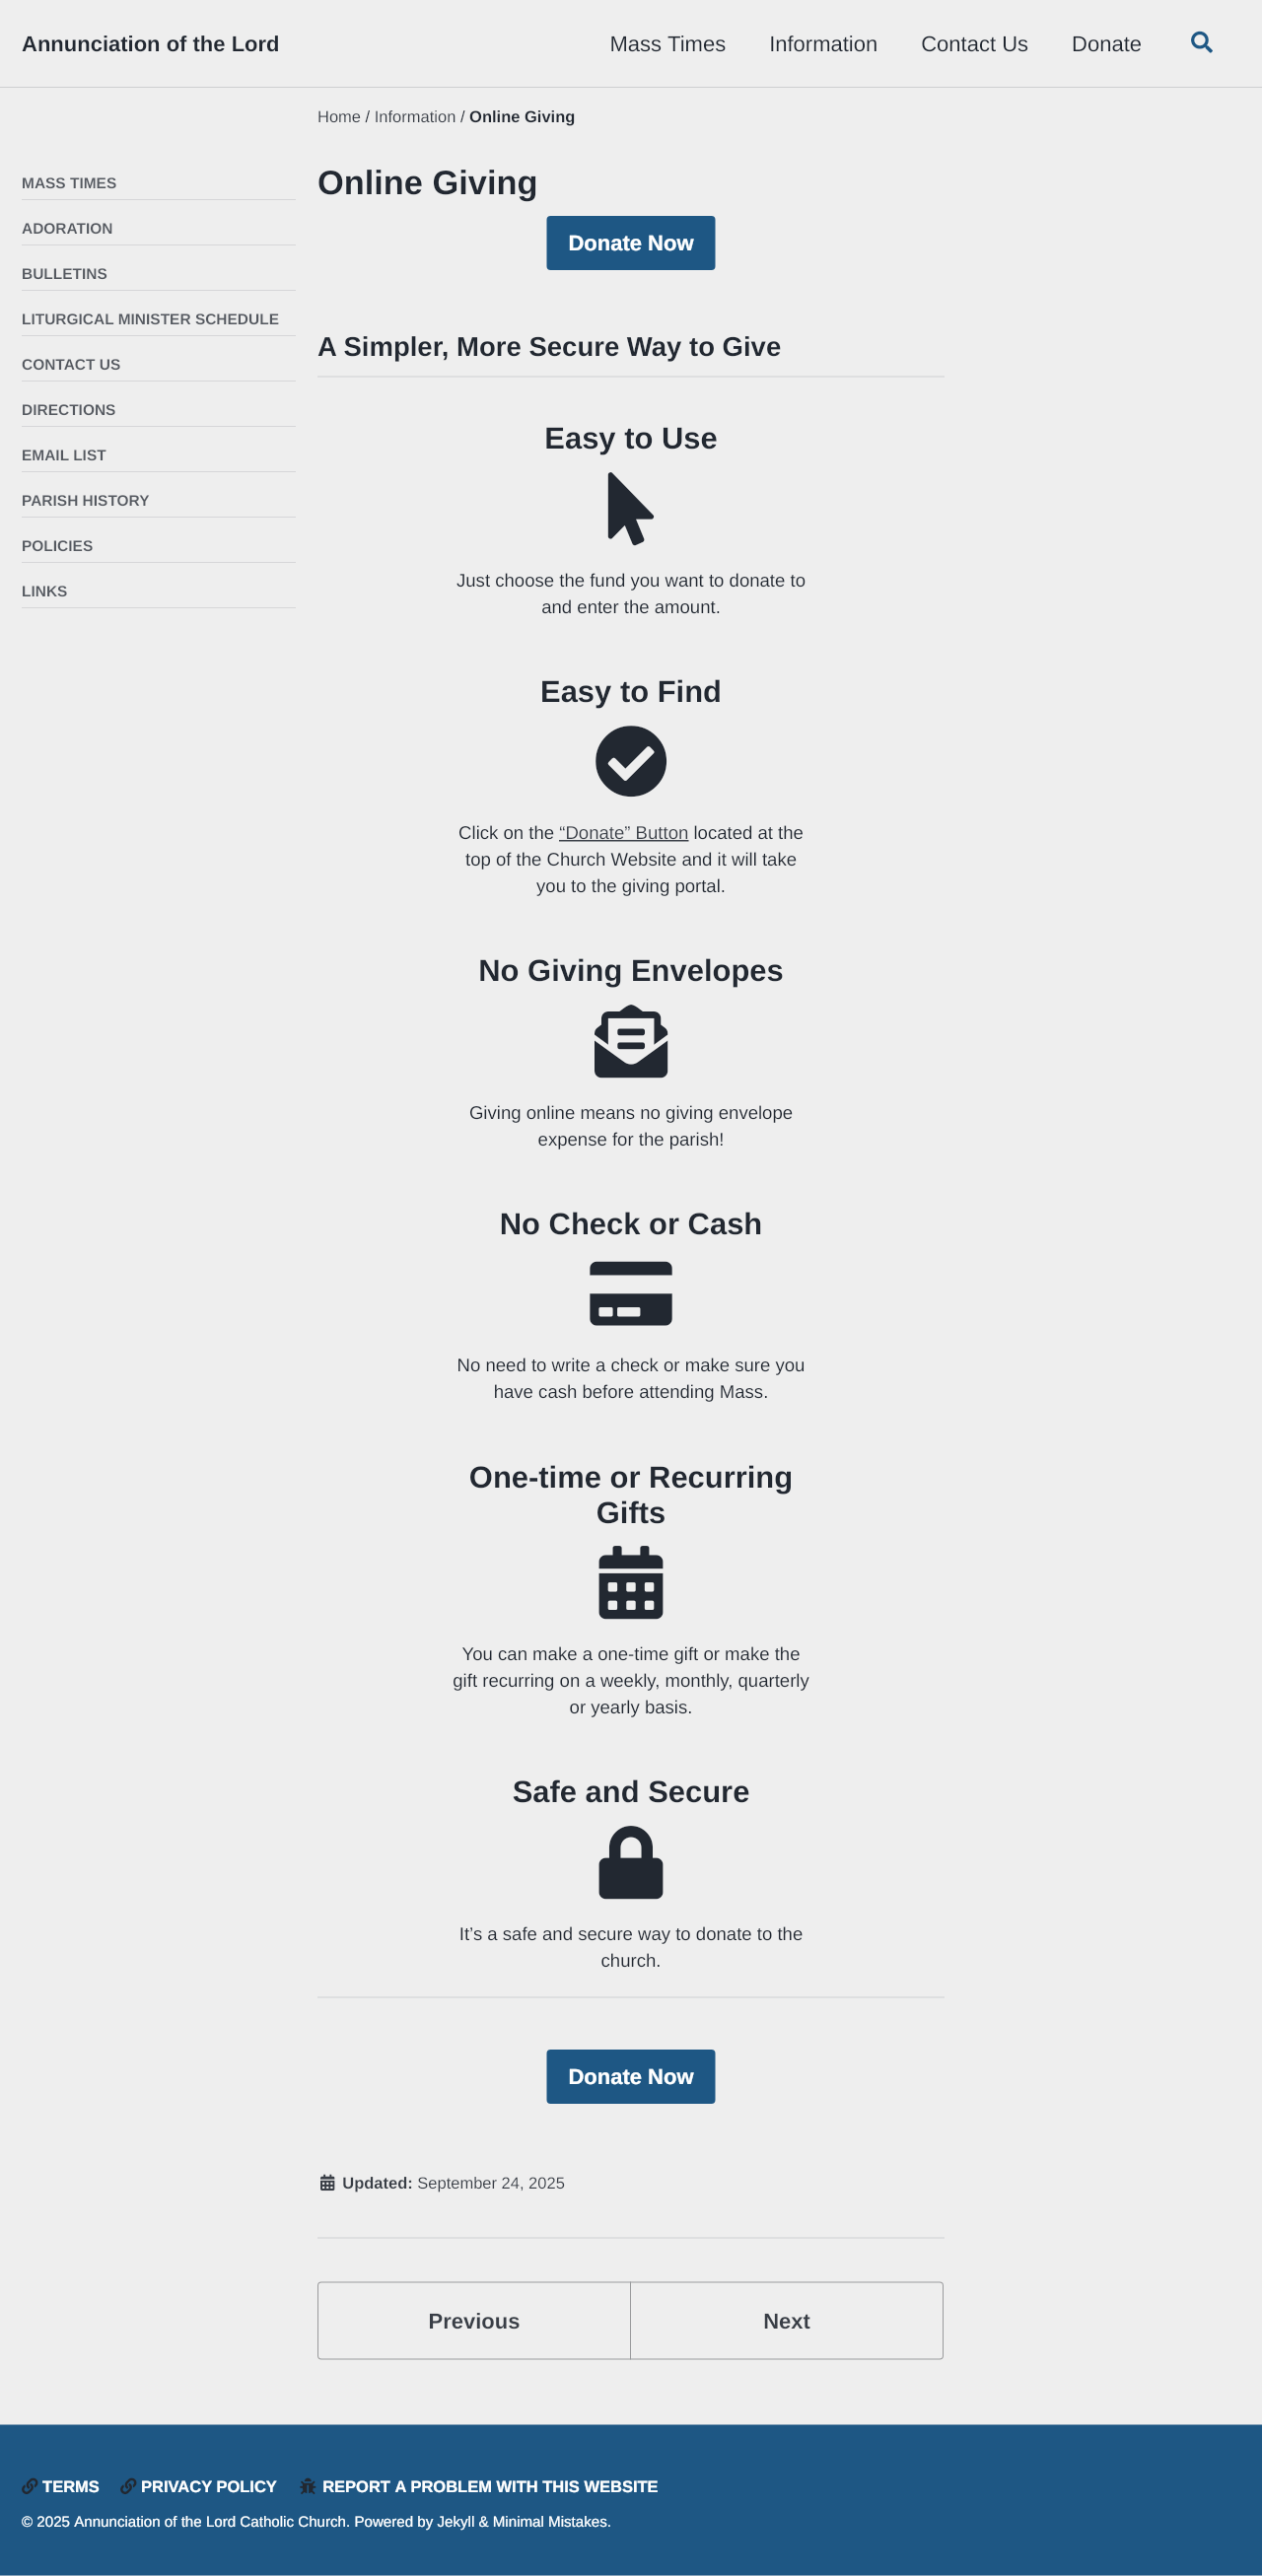 Annunciation of the Lord
Mass Times Information Contact Us Donate
Home / Information / Online Giving
MASS TIMES
ADORATION
BULLETINS
LITURGICAL MINISTER SCHEDULE
CONTACT US
DIRECTIONS
EMAIL LIST
PARISH HISTORY
POLICIES
LINKS
Online Giving
Donate Now
A Simpler, More Secure Way to Give
Easy to Use
Just choose the fund you want to donate to
and enter the amount.
Easy to Find
Click on the “Donate” Button located at the
top of the Church Website and it will take
you to the giving portal.
No Giving Envelopes
Giving online means no giving envelope
expense for the parish!
No Check or Cash
No need to write a check or make sure you
have cash before attending Mass.
One-time or Recurring
Gifts
You can make a one-time gift or make the
gift recurring on a weekly, monthly, quarterly
or yearly basis.
Safe and Secure
It’s a safe and secure way to donate to the
church.
Donate Now
Updated: September 24, 2025
Previous
Next
TERMS PRIVACY POLICY REPORT A PROBLEM WITH THIS WEBSITE
© 2025 Annunciation of the Lord Catholic Church. Powered by Jekyll & Minimal Mistakes.